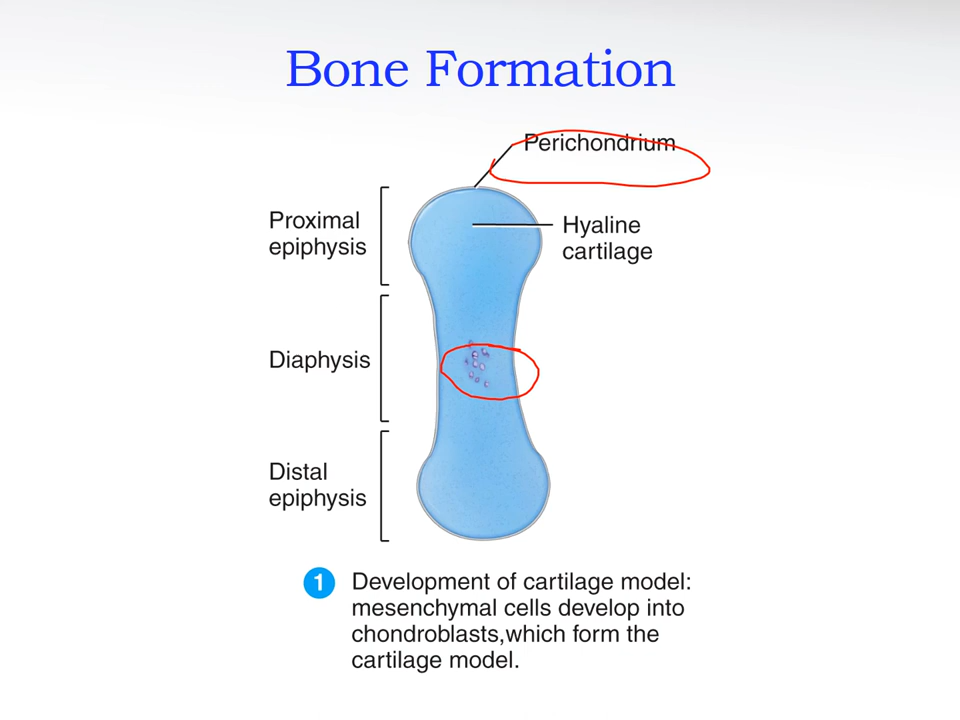 Bone Formation
Perichondrium
Proximal
epiphysis
Hyaline
cartilage
Diaphysis
Distal
epiphysis
1 Development of cartilage model:
mesenchymal cells develop into
chondroblasts,which form the
cartilage model.